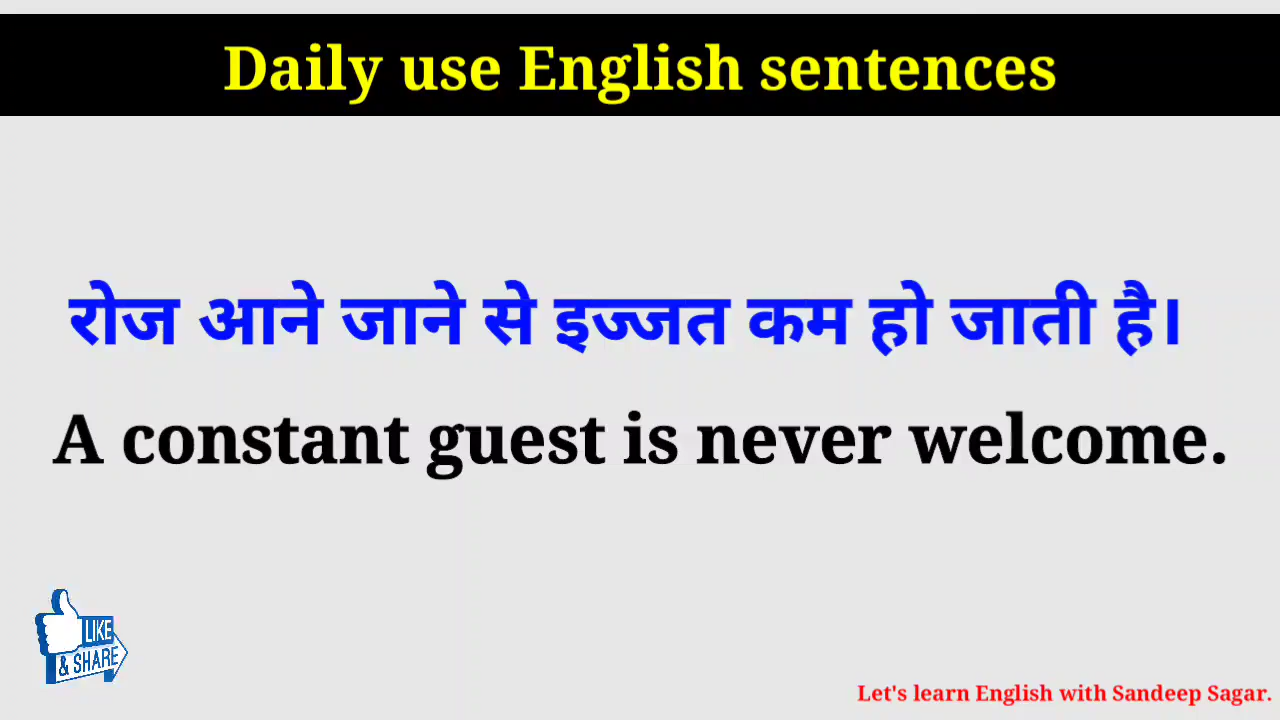 Daily use English sentences
रोज आने जाने से इज्जत कम हो जाती है।
A constant guest is never welcome.
LIKE
& SHARE
Let's learn English with Sandeep Sagar.